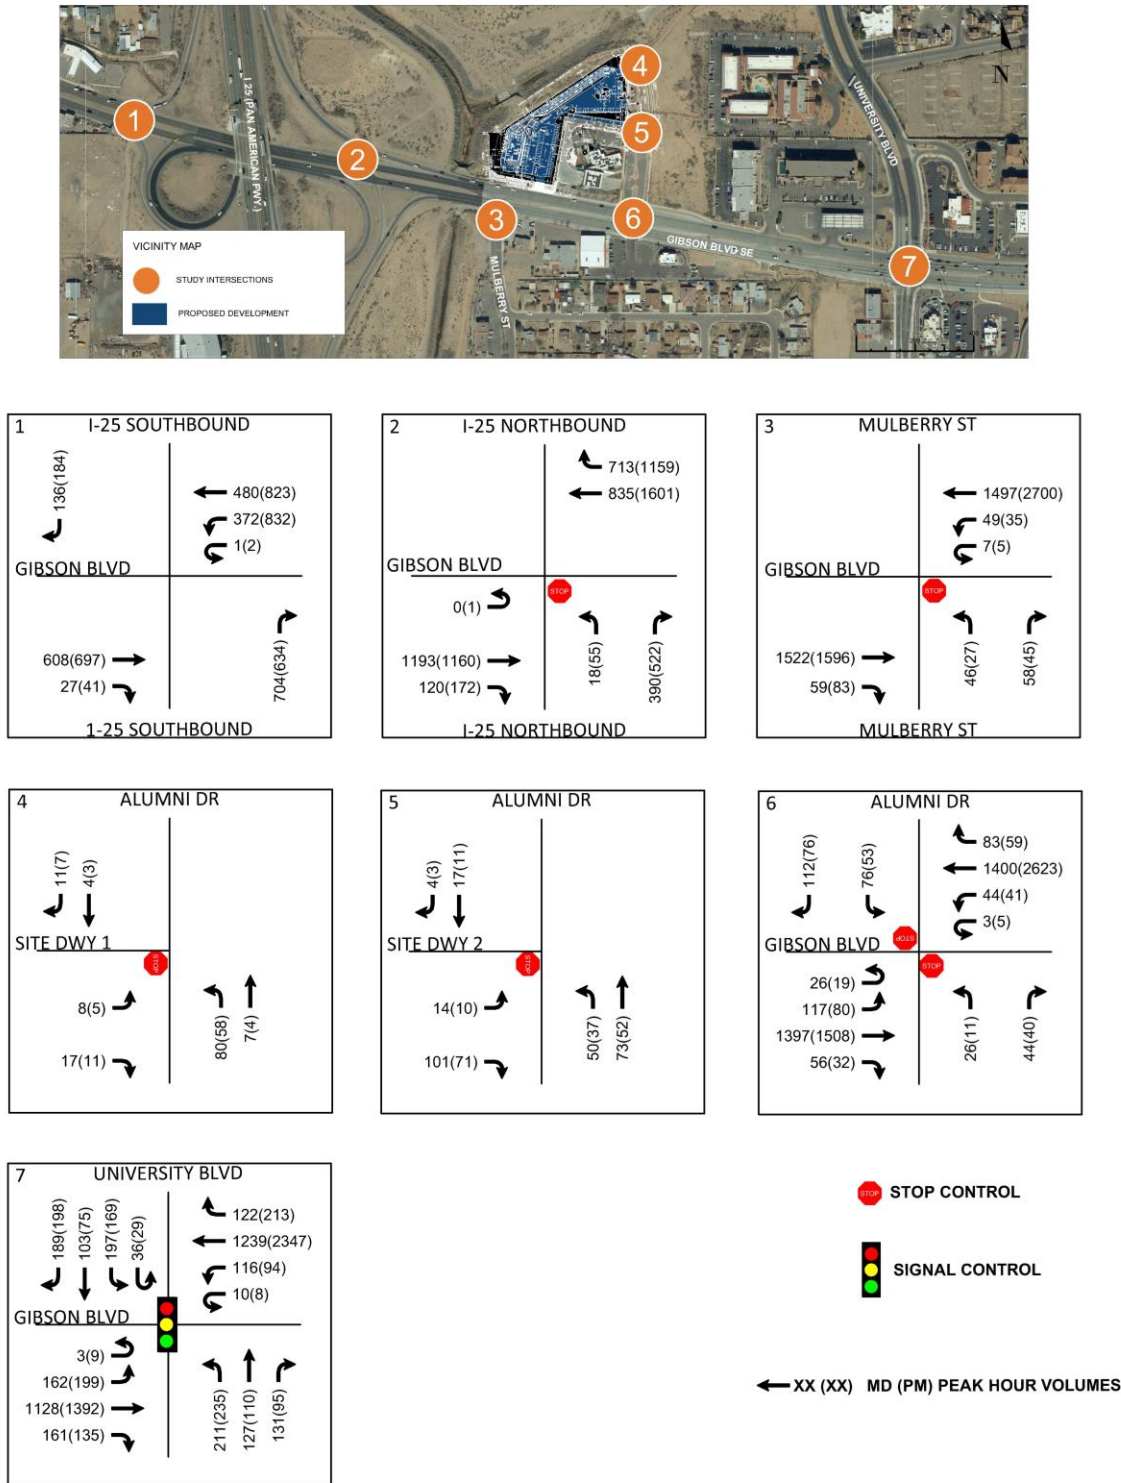 4
1
5
2
N
3
6
7
I 25 (PAN AMERICAN FWY.)
UNIVERSITY BLVD
GIBSON BLVD SE
MULBERRY ST
VICINITY MAP
STUDY INTERSECTIONS
PROPOSED DEVELOPMENT
1
I-25 SOUTHBOUND
136(184)
480(823)
372(832)
1(2)
GIBSON BLVD
608(697)
27(41)
704(634)
1-25 SOUTHBOUND
2
I-25 NORTHBOUND
713(1159)
835(1601)
GIBSON BLVD
STOP
0(1)
1193(1160)
120(172)
18(55)
390(522)
I-25 NORTHBOUND
3
MULBERRY ST
1497(2700)
49(35)
7(5)
GIBSON BLVD
STOP
1522(1596)
59(83)
46(27)
58(45)
MULBERRY ST
4
ALUMNI DR
11(7)
4(3)
SITE DWY 1
STOP
8(5)
17(11)
80(58)
7(4)
5
ALUMNI DR
4(3)
17(11)
SITE DWY 2
STOP
14(10)
101(71)
50(37)
73(52)
6
ALUMNI DR
112(76)
76(53)
83(59)
1400(2623)
44(41)
3(5)
STOP
GIBSON BLVD
STOP
26(19)
117(80)
1397(1508)
56(32)
26(11)
44(40)
7
UNIVERSITY BLVD
189(198)
103(75)
197(169)
36(29)
122(213)
1239(2347)
116(94)
10(8)
GIBSON BLVD
3(9)
162(199)
1128(1392)
161(135)
211(235)
127(110)
131(95)
STOP
STOP CONTROL
SIGNAL CONTROL
XX (XX) MD (PM) PEAK HOUR VOLUMES